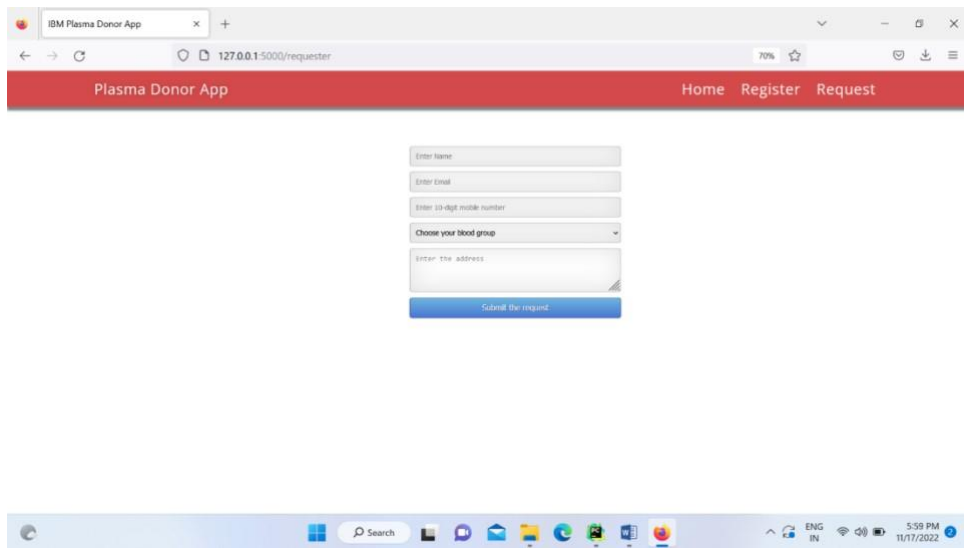 IBM Plasma Donor App
127.0.0.1:5000/requester
70%
Plasma Donor App
Home Register Request
Enter Name
Enter Email
Enter 10-digit mobile number
Choose your blood group
Enter the address
Submit the request
Search
ENG
IN
5:59 PM
11/17/2022
2